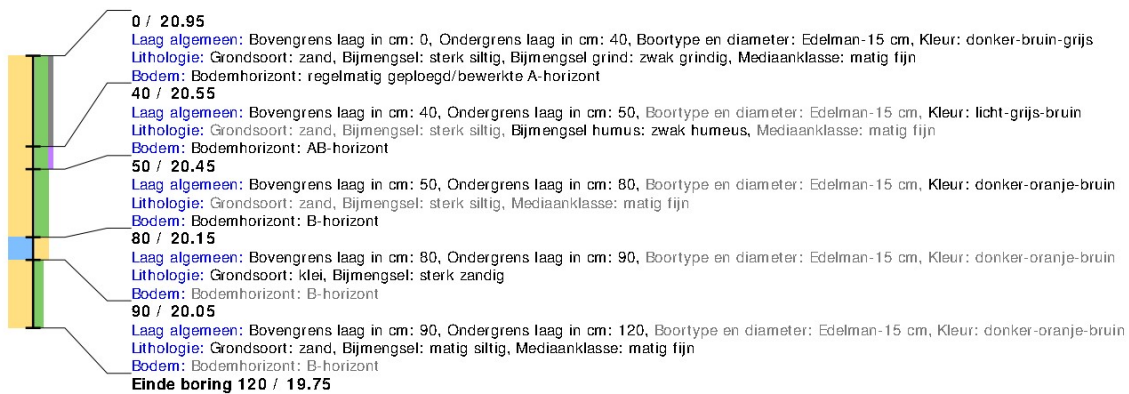 0 / 20.95
Laag algemeen: Bovengrens laag in cm: 0, Ondergrens laag in cm: 40, Boortype en diameter: Edelman-15 cm, Kleur: donker-bruin-grijs
Lithologie: Grondsoort: zand, Bijmengsel: sterk siltig, Bijmengsel grind: zwak grindig, Mediaanklasse: matig fijn
Bodem: Bodemhorizont: regelmatig geploegd/bewerkte A-horizont
40 / 20.55
Laag algemeen: Bovengrens laag in cm: 40, Ondergrens laag in cm: 50, Boortype en diameter: Edelman-15 cm, Kleur: licht-grijs-bruin
Lithologie: Grondsoort: zand, Bijmengsel: sterk siltig, Bijmengsel humus: zwak humeus, Mediaanklasse: matig fijn
Bodem: Bodemhorizont: AB-horizont
50 / 20.45
Laag algemeen: Bovengrens laag in cm: 50, Ondergrens laag in cm: 80, Boortype en diameter: Edelman-15 cm, Kleur: donker-oranje-bruin
Lithologie: Grondsoort: zand, Bijmengsel: sterk siltig, Mediaanklasse: matig fijn
Bodem: Bodemhorizont: B-horizont
80 / 20.15
Laag algemeen: Bovengrens laag in cm: 80, Ondergrens laag in cm: 90, Boortype en diameter: Edelman-15 cm, Kleur: donker-oranje-bruin
Lithologie: Grondsoort: klei, Bijmengsel: sterk zandig
Bodem: Bodemhorizont: B-horizont
90 / 20.05
Laag algemeen: Bovengrens laag in cm: 90, Ondergrens laag in cm: 120, Boortype en diameter: Edelman-15 cm, Kleur: donker-oranje-bruin
Lithologie: Grondsoort: zand, Bijmengsel: matig siltig, Mediaanklasse: matig fijn
Bodem: Bodemhorizont: B-horizont
Einde boring 120 / 19.75